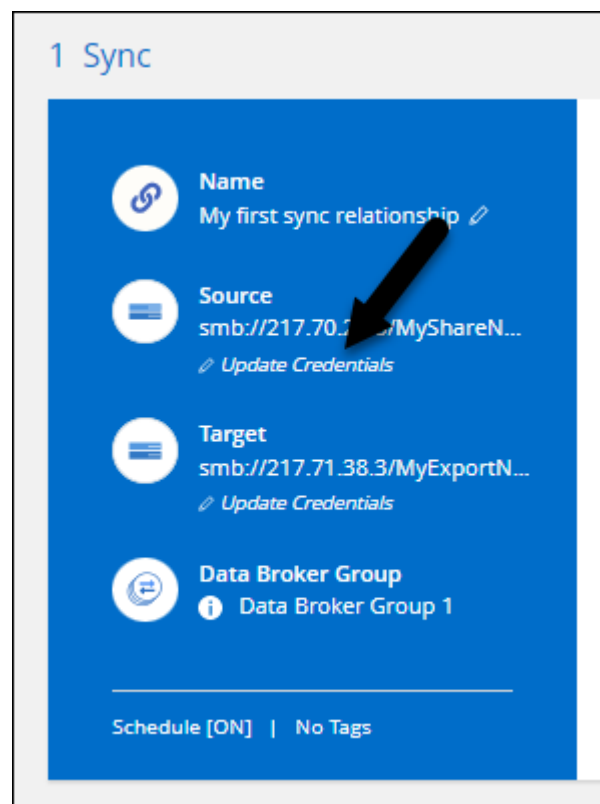 1 Sync
Name
My first sync relationship
Source
/MyShareN...
Update Credentials
Target
smb://217.71.38.3/MyExportN...
Update Credentials
Data Broker Group
Data Broker Group 1
Schedule [ON] | No Tags